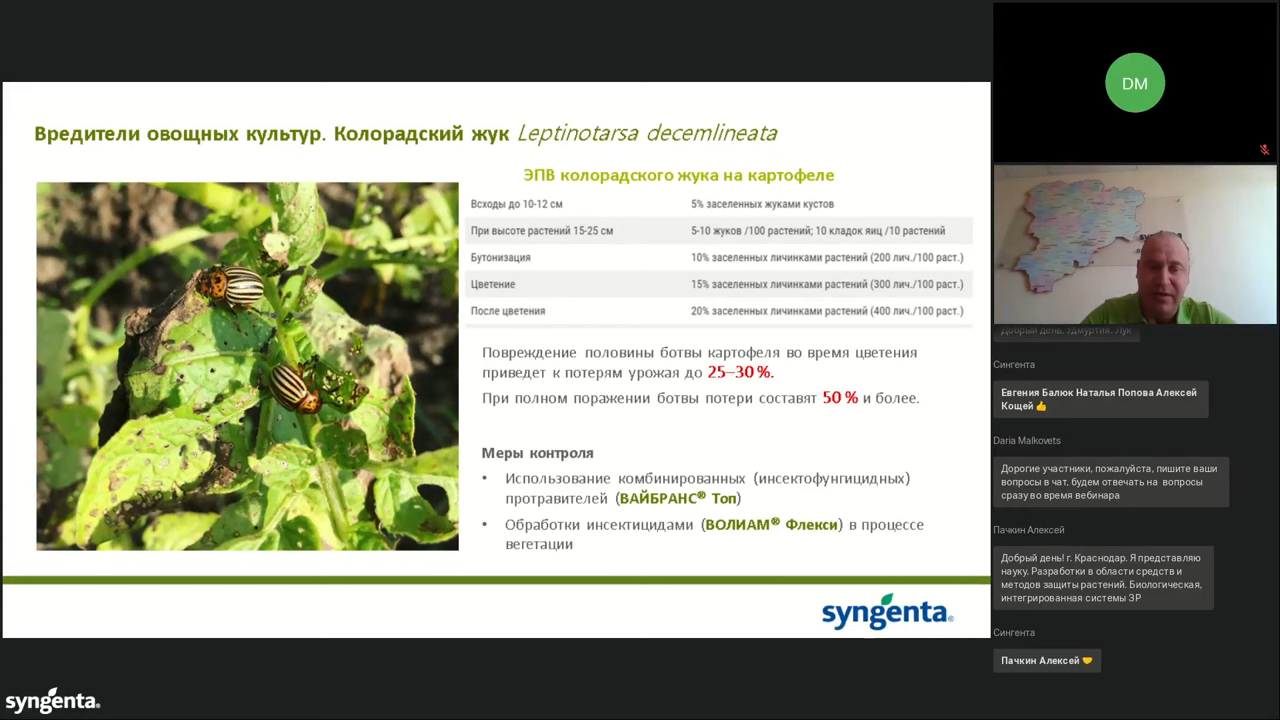 Вредители овощных культур. Колорадский жук Leptinotarsa decemlineata
ЭПВ колорадского жука на картофеле
Всходы до 10-12 см 5% заселенных жуками кустов
При высоте растений 15-25 см 5-10 жуков /100 растений; 10 кладок яиц /10 растений
Бутонизация 10% заселенных личинками растений (200 лич./100 раст.)
Цветение 15% заселенных личинками растений (300 лич./100 раст.)
После цветения 20% заселенных личинками растений (400 лич./100 раст.)
Повреждение половины ботвы картофеля во время цветения
приведет к потерям урожая до 25–30 %.
При полном поражении ботвы потери составят 50 % и более.
Меры контроля
• Использование комбинированных (инсектофунгицидных)
протравителей (ВАЙБРАНС® Топ)
• Обработки инсектицидами (ВОЛИАМ® Флекси) в процессе
вегетации
syngenta®
syngenta.
DM
Добрый день, Удмуртия. Лук
Сингента
Евгения Балюк Наталья Попова Алексей
Кощей 👍
Daria Malkovets
Дорогие участники, пожалуйста, пишите ваши
вопросы в чат, будем отвечать на вопросы
сразу во время вебинара
Пачкин Алексей
Добрый день! г. Краснодар. Я представляю
науку. Разработки в области средств и
методов защиты растений. Биологическая,
интегрированная системы ЗР
Сингента
Пачкин Алексей 🤝